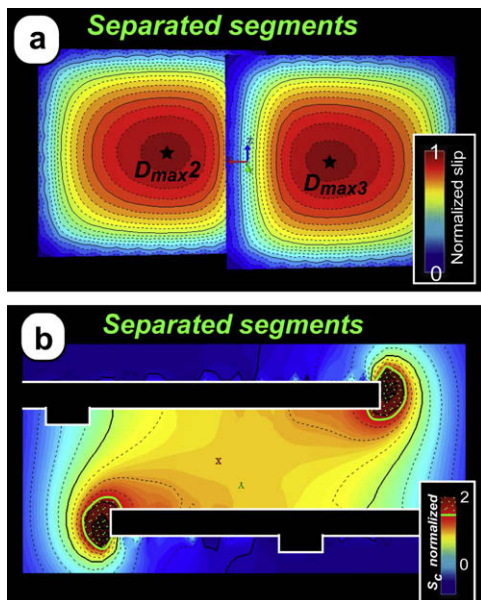 a
Separated segments
Dmax2
Dmax3
1
Normalized slip
0
b
Separated segments
x
2
Sc normalized
0